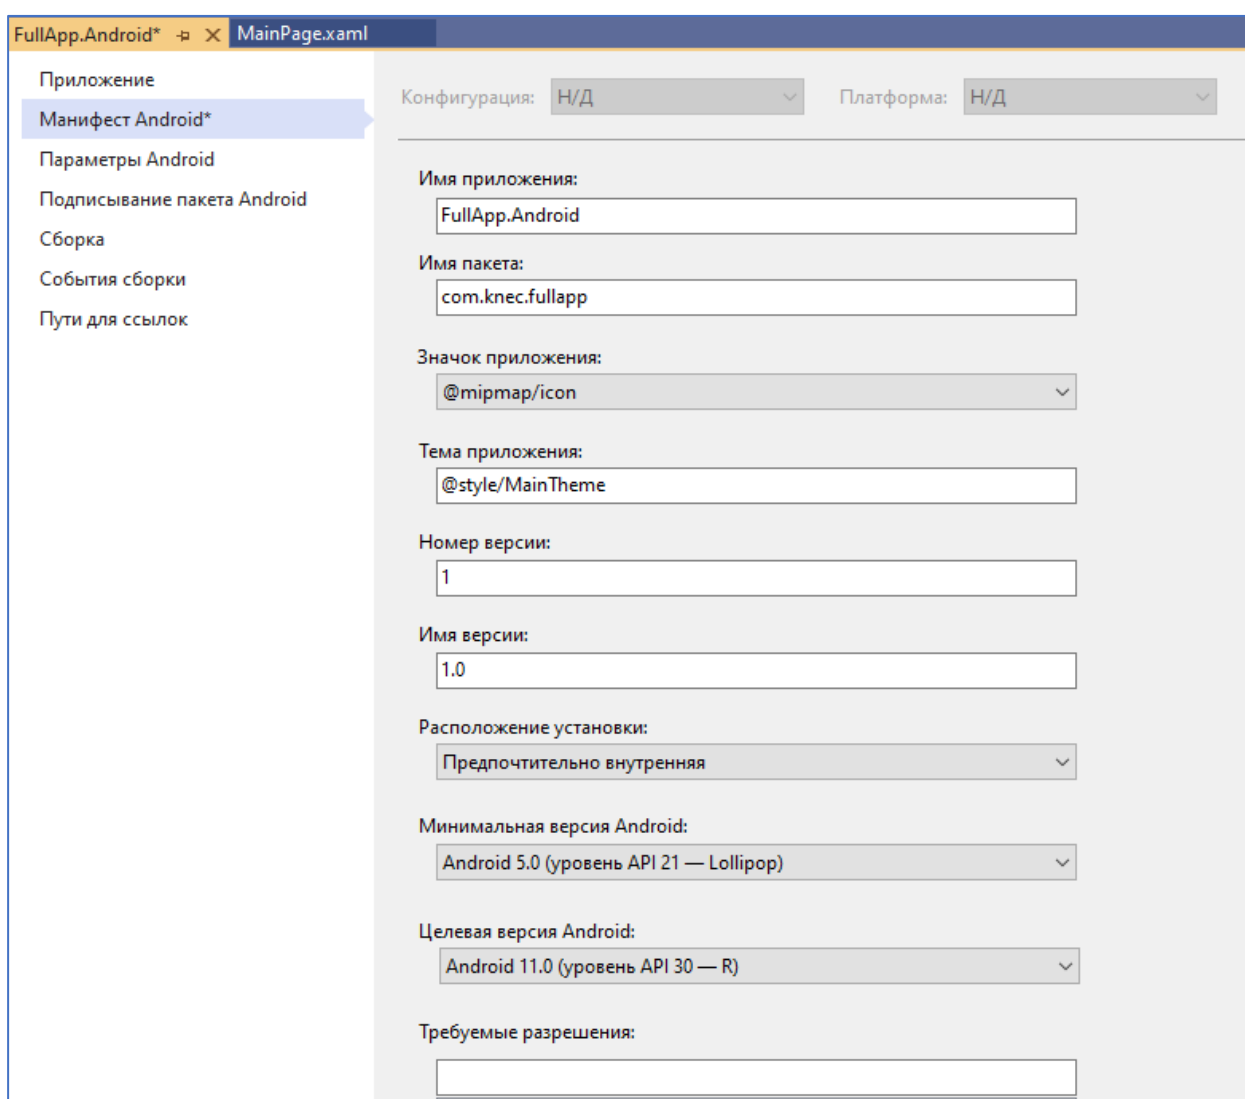 FullApp.Android*
MainPage.xaml
Приложение
Манифест Android*
Параметры Android
Подписывание пакета Android
Сборка
События сборки
Пути для ссылок
Конфигурация: Н/Д Платформа: Н/Д
Имя приложения:
FullApp.Android
Имя пакета:
com.knec.fullapp
Значок приложения:
@mipmap/icon
Тема приложения:
@style/MainTheme
Номер версии:
1
Имя версии:
1.0
Расположение установки:
Предпочтительно внутренняя
Минимальная версия Android:
Android 5.0 (уровень API 21 — Lollipop)
Целевая версия Android:
Android 11.0 (уровень API 30 — R)
Требуемые разрешения: